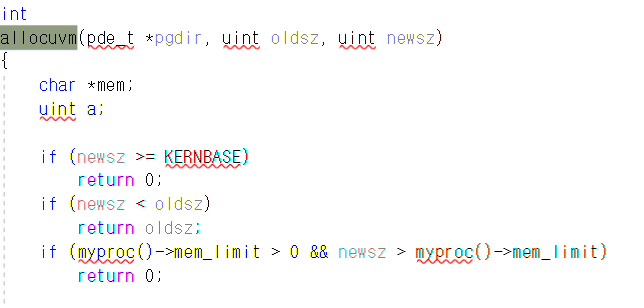 int
allocuvm(pde_t *pgdir, uint oldsz, uint newsz)
{
    char *mem;
    uint a;
    if (newsz >= KERNBASE)
        return 0;
    if (newsz < oldsz)
        return oldsz;
    if (myproc()->mem_limit > 0 && newsz > myproc()->mem_limit)
        return 0;